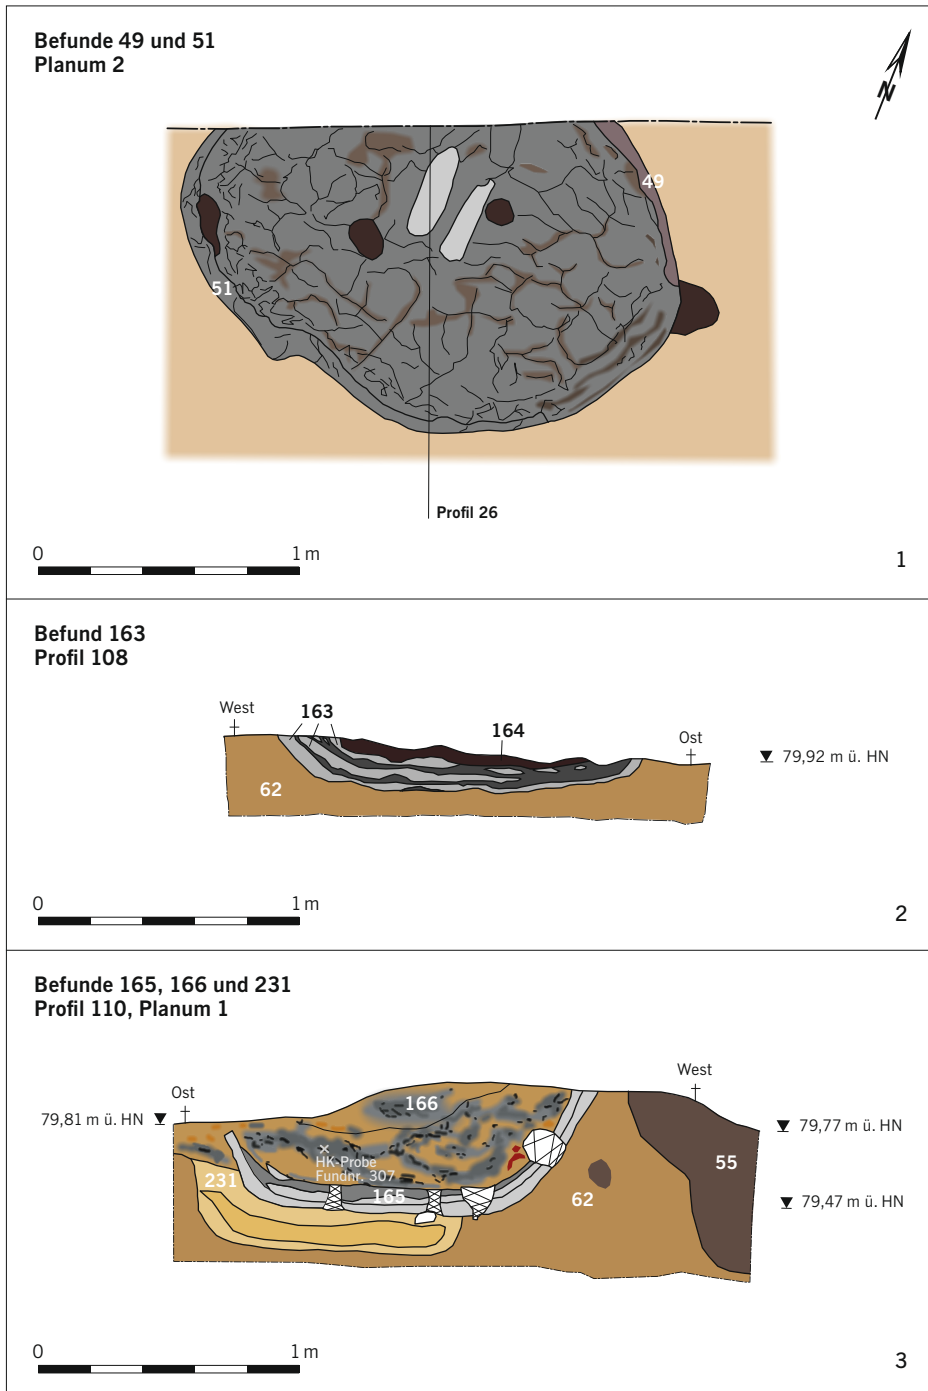 Befunde 49 und 51
Planum 2
N
49
51
Profil 26
0 1 m
1
Befund 163
Profil 108
West
163
164
Ost
79,92 m ü. HN
62
0 1 m
2
Befunde 165, 166 und 231
Profil 110, Planum 1
West
Ost
79,81 m ü. HN
166
79,77 m ü. HN
HK-Probe
Fundnr. 307
55
231
165
62
79,47 m ü. HN
0 1 m
3